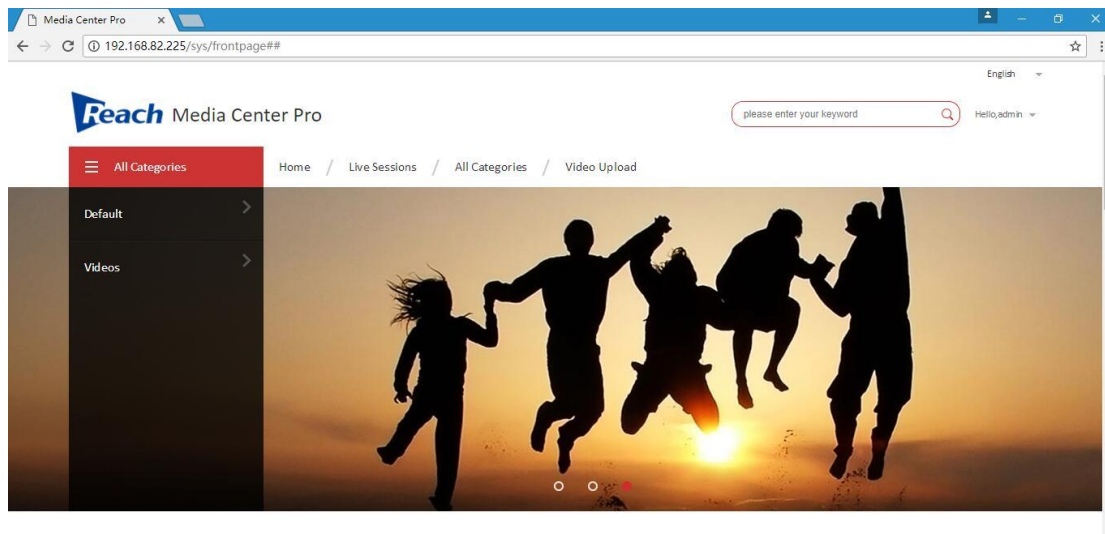 Media Center Pro
192.168.82.225/sys/frontpage##
English
Reach Media Center Pro
please enter your keyword
Hello,admin
All Categories
Home / Live Sessions / All Categories / Video Upload
Default
Videos